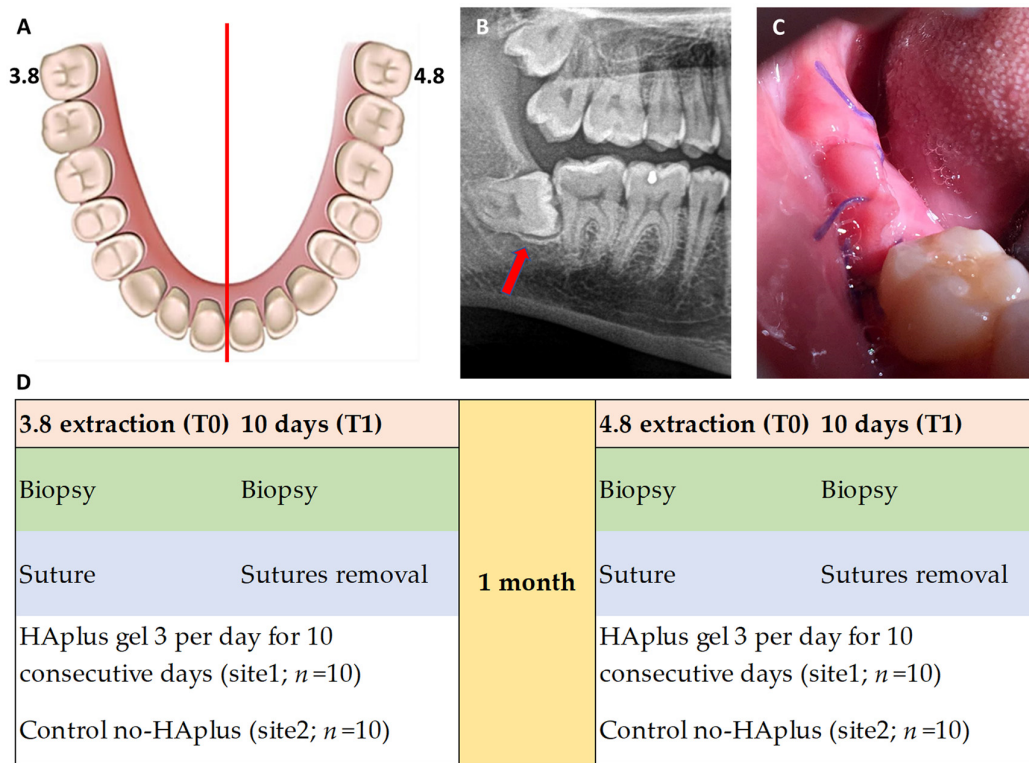 A
B
C
3.8
4.8
D
3.8 extraction (T0) 10 days (T1)
Biopsy Biopsy
Suture Sutures removal
HAplus gel 3 per day for 10
consecutive days (site1; n=10)
Control no-HAplus (site2; n=10)
1 month
4.8 extraction (T0) 10 days (T1)
Biopsy Biopsy
Suture Sutures removal
HAplus gel 3 per day for 10
consecutive days (site1; n=10)
Control no-HAplus (site2; n=10)